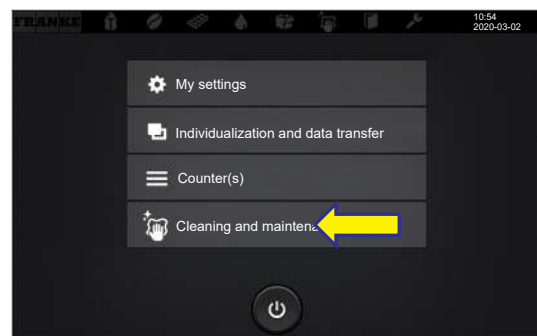 FRANKE
10:54
2020-03-02
My settings
Individualization and data transfer
Counter(s)
Cleaning and maintena